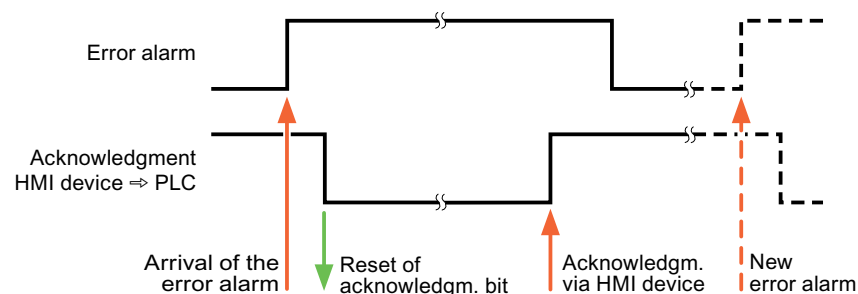 Error alarm
Acknowledgment
HMI device ⇨ PLC
Arrival of the
error alarm
Reset of
acknowledgm. bit
Acknowledgm.
via HMI device
New
error alarm